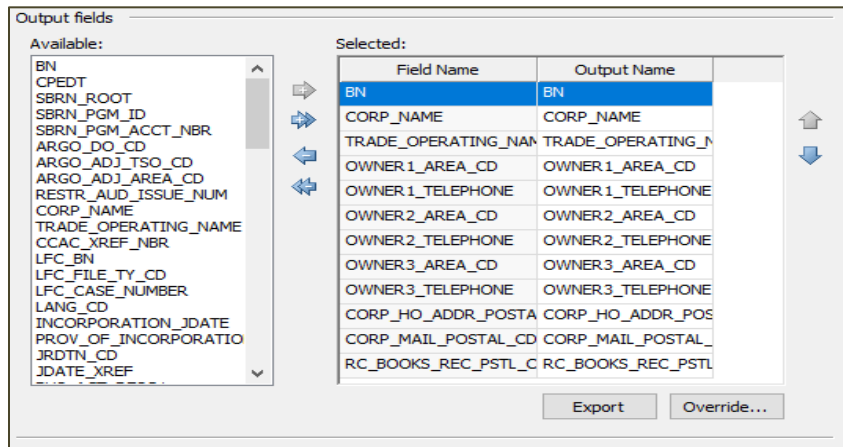 Output fields
Available:
BN
CPEDT
SBRN_ROOT
SBRN_PGM_ID
SBRN_PGM_ACCT_NBR
ARGO_DO_CD
ARGO_ADJ_TSO_CD
ARGO_ADJ_AREA_CD
RESTR_AUD_ISSUE_NUM
CORP_NAME
TRADE_OPERATING_NAME
CCAC_XREF_NBR
LFC_BN
LFC_FILE_TY_CD
LFC_CASE_NUMBER
LANG_CD
INCORPORATION_JDATE
PROV_OF_INCORPORATIO
JRDTN_CD
JDATE_XREF
Selected:
Field Name Output Name
BN BN
CORP_NAME CORP_NAME
TRADE_OPERATING_NAM TRADE_OPERATING_N
OWNER1_AREA_CD OWNER1_AREA_CD
OWNER1_TELEPHONE OWNER1_TELEPHONE
OWNER2_AREA_CD OWNER2_AREA_CD
OWNER2_TELEPHONE OWNER2_TELEPHONE
OWNER3_AREA_CD OWNER3_AREA_CD
OWNER3_TELEPHONE OWNER3_TELEPHONE
CORP_HO_ADDR_POSTA CORP_HO_ADDR_POS
CORP_MAIL_POSTAL_CD CORP_MAIL_POSTAL_
RC_BOOKS_REC_PSTL_C RC_BOOKS_REC_PSTL
Export Override...